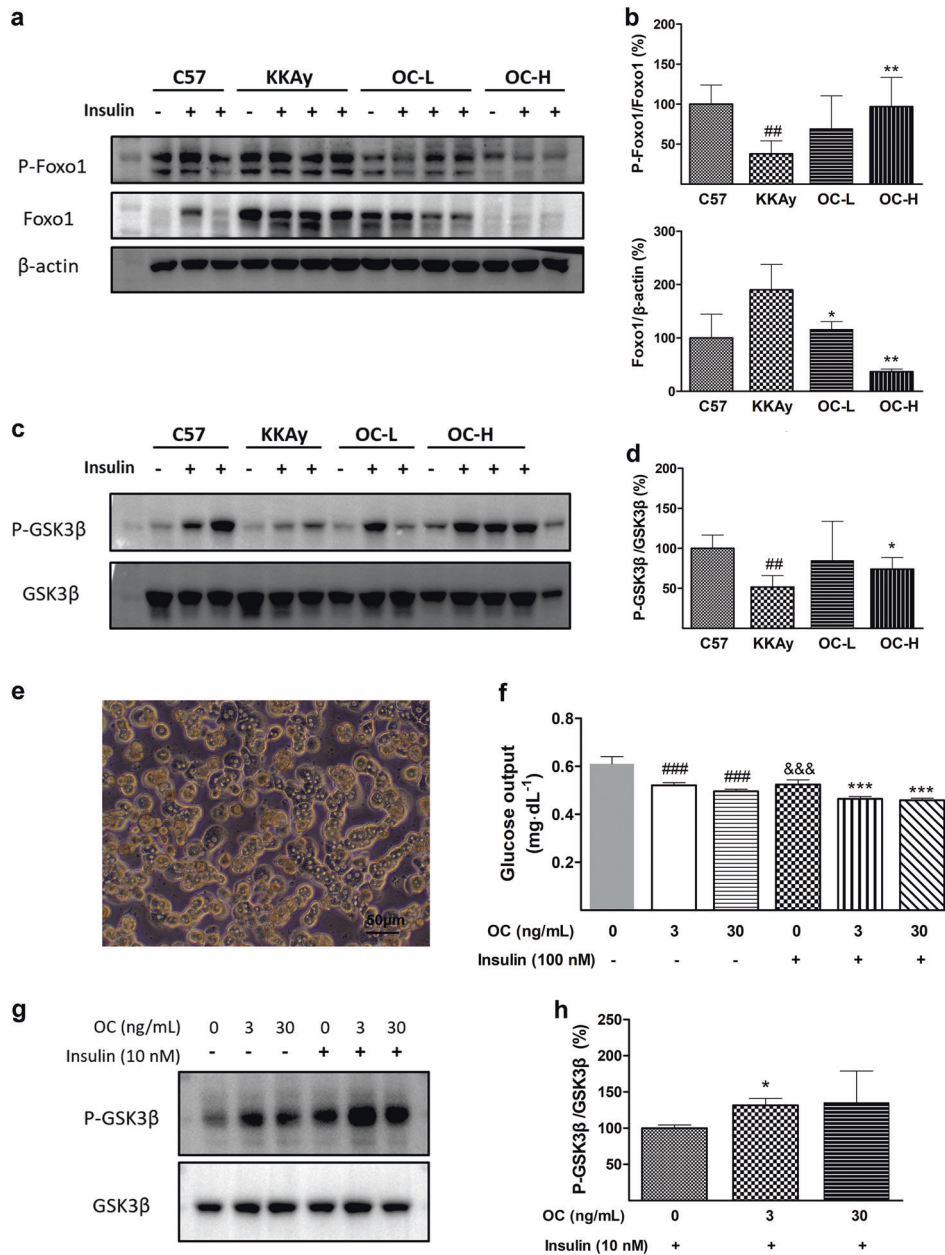 a
C57 KKAy OC-L OC-H
Insulin - + + - + + + - + + + - + +
P-Foxo1
Foxo1
β-actin
b
P-Foxo1/Foxo1 (%)
200
150
100
50
##
**
C57 KKAy OC-L OC-H
Foxo1/β-actin (%)
300
200
100
0
*
**
C57 KKAy OC-L OC-H
c
C57 KKAy OC-L OC-H
Insulin - + + - + + - + + - + + +
P-GSK3β
GSK3β
d
P-GSK3β/GSK3β (%)
200
150
100
50
##
*
C57 KKAy OC-L OC-H
e
50μm
f
Glucose output
(mg·dL⁻¹)
0.8
0.6
0.4
0.2
### ### &&& *** ***
OC (ng/mL) 0 3 30 0 3 30
Insulin (100 nM) - - - + + +
g
OC (ng/mL) 0 3 30 0 3 30
Insulin (10 nM) - - - + + +
P-GSK3β
GSK3β
h
P-GSK3β/GSK3β (%)
250
200
150
100
50
*
OC (ng/mL) 0 3 30
Insulin (10 nM) + + +